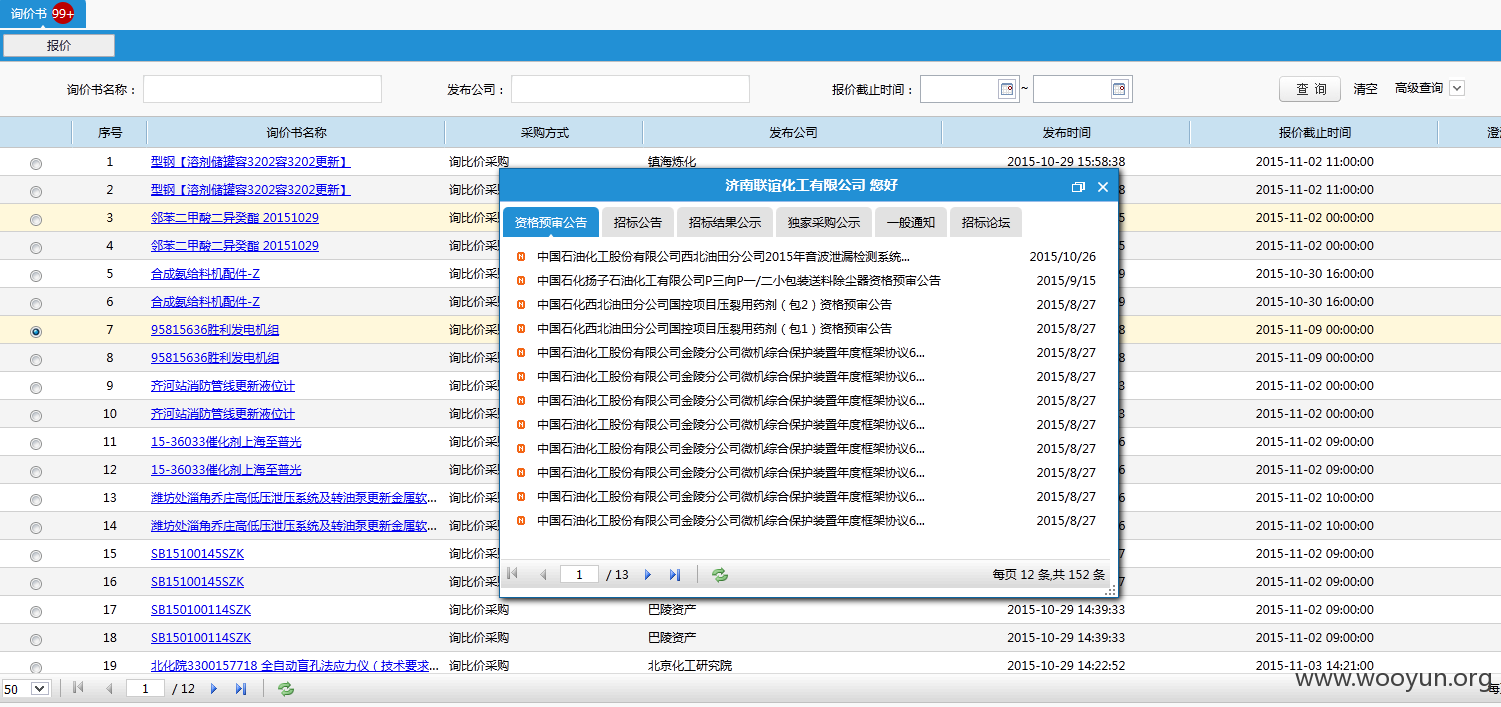 询价书 99+
报价
询价书名称： 发布公司： 报价截止时间： ~ 查 询 清空 高级查询
序号 询价书名称 采购方式 发布公司 发布时间 报价截止时间
1 型钢【溶剂储罐容3202容3202更新】 询比价采购 镇海炼化 2015-10-29 15:58:38 2015-11-02 11:00:00
2 型钢【溶剂储罐容3202容3202更新】 询比价采 8 2015-11-02 11:00:00
3 邻苯二甲酸二异癸酯 20151029 询比价采 5 2015-11-02 00:00:00
4 邻苯二甲酸二异癸酯 20151029 询比价采 5 2015-11-02 00:00:00
5 合成氨给料机配件-Z 询比价采 9 2015-10-30 16:00:00
6 合成氨给料机配件-Z 询比价采 9 2015-10-30 16:00:00
7 95815636胜利发电机组 询比价采 8 2015-11-09 00:00:00
8 95815636胜利发电机组 询比价采 8 2015-11-09 00:00:00
9 齐河站消防管线更新液位计 询比价采 3 2015-11-02 00:00:00
10 齐河站消防管线更新液位计 询比价采 3 2015-11-02 00:00:00
11 15-36033催化剂上海至普光 询比价采 6 2015-11-02 09:00:00
12 15-36033催化剂上海至普光 询比价采 6 2015-11-02 09:00:00
13 潍坊处淄角乔庄高低压泄压系统及转油泵更新金属软... 询比价采 6 2015-11-02 10:00:00
14 潍坊处淄角乔庄高低压泄压系统及转油泵更新金属软... 询比价采 6 2015-11-02 10:00:00
15 SB15100145SZK 询比价采 7 2015-11-02 09:00:00
16 SB15100145SZK 询比价采 7 2015-11-02 09:00:00
17 SB150100114SZK 询比价采购 巴陵资产 2015-10-29 14:39:33 2015-11-02 09:00:00
18 SB150100114SZK 询比价采购 巴陵资产 2015-10-29 14:39:33 2015-11-02 09:00:00
19 北化院3300157718 全自动盲孔法应力仪（技术要求... 询比价采购 北京化工研究院 2015-10-29 14:22:52 2015-11-03 14:21:00
50 1 / 12
济南联谊化工有限公司 您好
资格预审公告 招标公告 招标结果公示 独家采购公示 一般通知 招标论坛
中国石油化工股份有限公司西北油田分公司2015年音波泄漏检测系统... 2015/10/26
中国石化扬子石油化工有限公司P三向P一/二小包装送料除尘器资格预审公告 2015/9/15
中国石化西北油田分公司国控项目压裂用药剂（包2）资格预审公告 2015/8/27
中国石化西北油田分公司国控项目压裂用药剂（包1）资格预审公告 2015/8/27
中国石油化工股份有限公司金陵分公司微机综合保护装置年度框架协议6... 2015/8/27
中国石油化工股份有限公司金陵分公司微机综合保护装置年度框架协议6... 2015/8/27
中国石油化工股份有限公司金陵分公司微机综合保护装置年度框架协议6... 2015/8/27
中国石油化工股份有限公司金陵分公司微机综合保护装置年度框架协议6... 2015/8/27
中国石油化工股份有限公司金陵分公司微机综合保护装置年度框架协议6... 2015/8/27
中国石油化工股份有限公司金陵分公司微机综合保护装置年度框架协议6... 2015/8/27
中国石油化工股份有限公司金陵分公司微机综合保护装置年度框架协议6... 2015/8/27
中国石油化工股份有限公司金陵分公司微机综合保护装置年度框架协议6... 2015/8/27
1 / 13 每页 12 条,共 152 条
www.wooyun.org